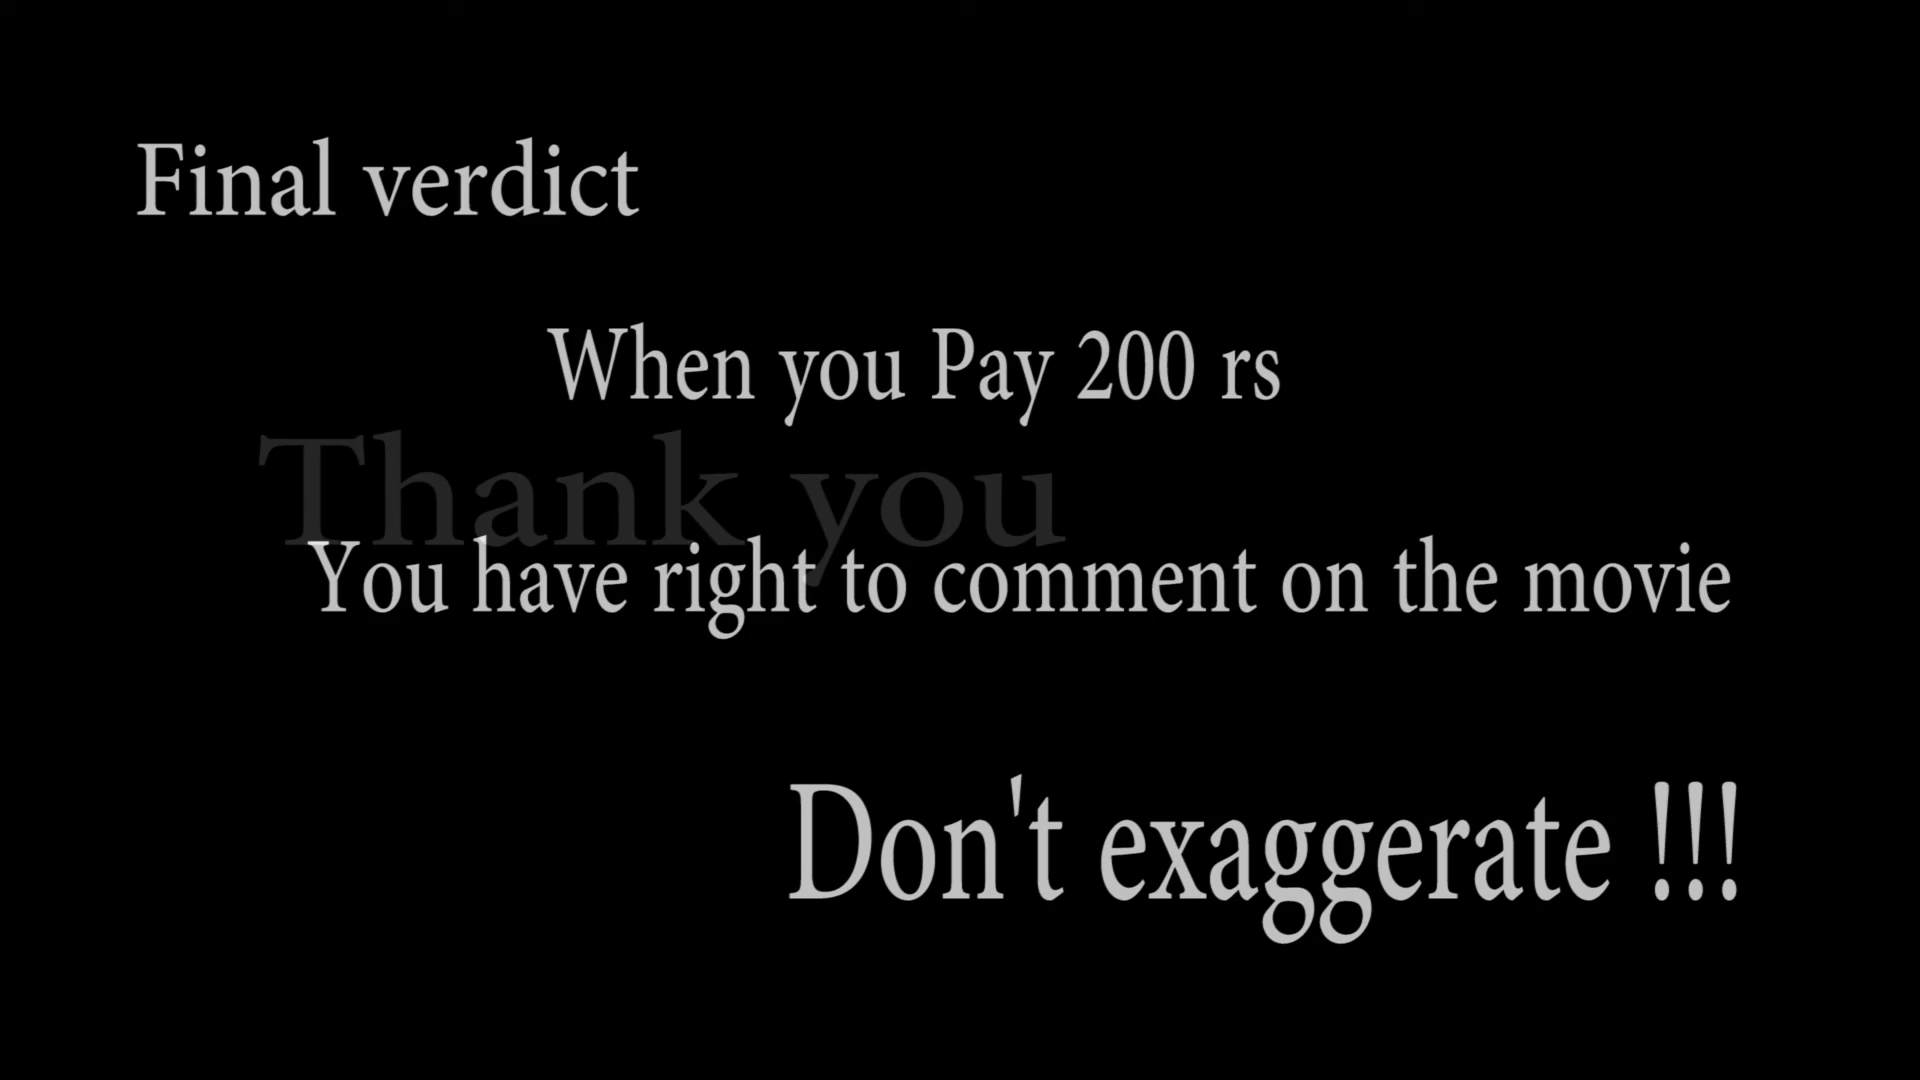 Final verdict
When you Pay 200 rs
Thank you
You have right to comment on the movie
Don't exaggerate !!!